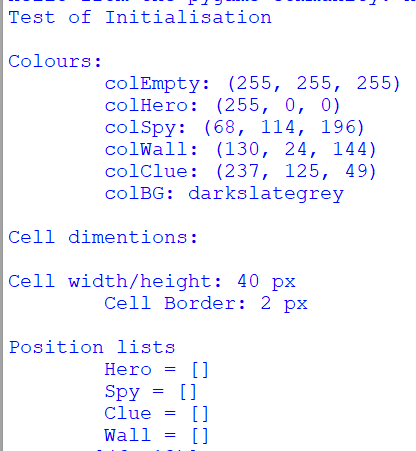 Test of Initialisation
Colours:
colEmpty: (255, 255, 255)
colHero: (255, 0, 0)
colSpy: (68, 114, 196)
colWall: (130, 24, 144)
colClue: (237, 125, 49)
colBG: darkslategrey
Cell dimentions:
Cell width/height: 40 px
Cell Border: 2 px
Position lists
Hero = []
Spy = []
Clue = []
Wall = []